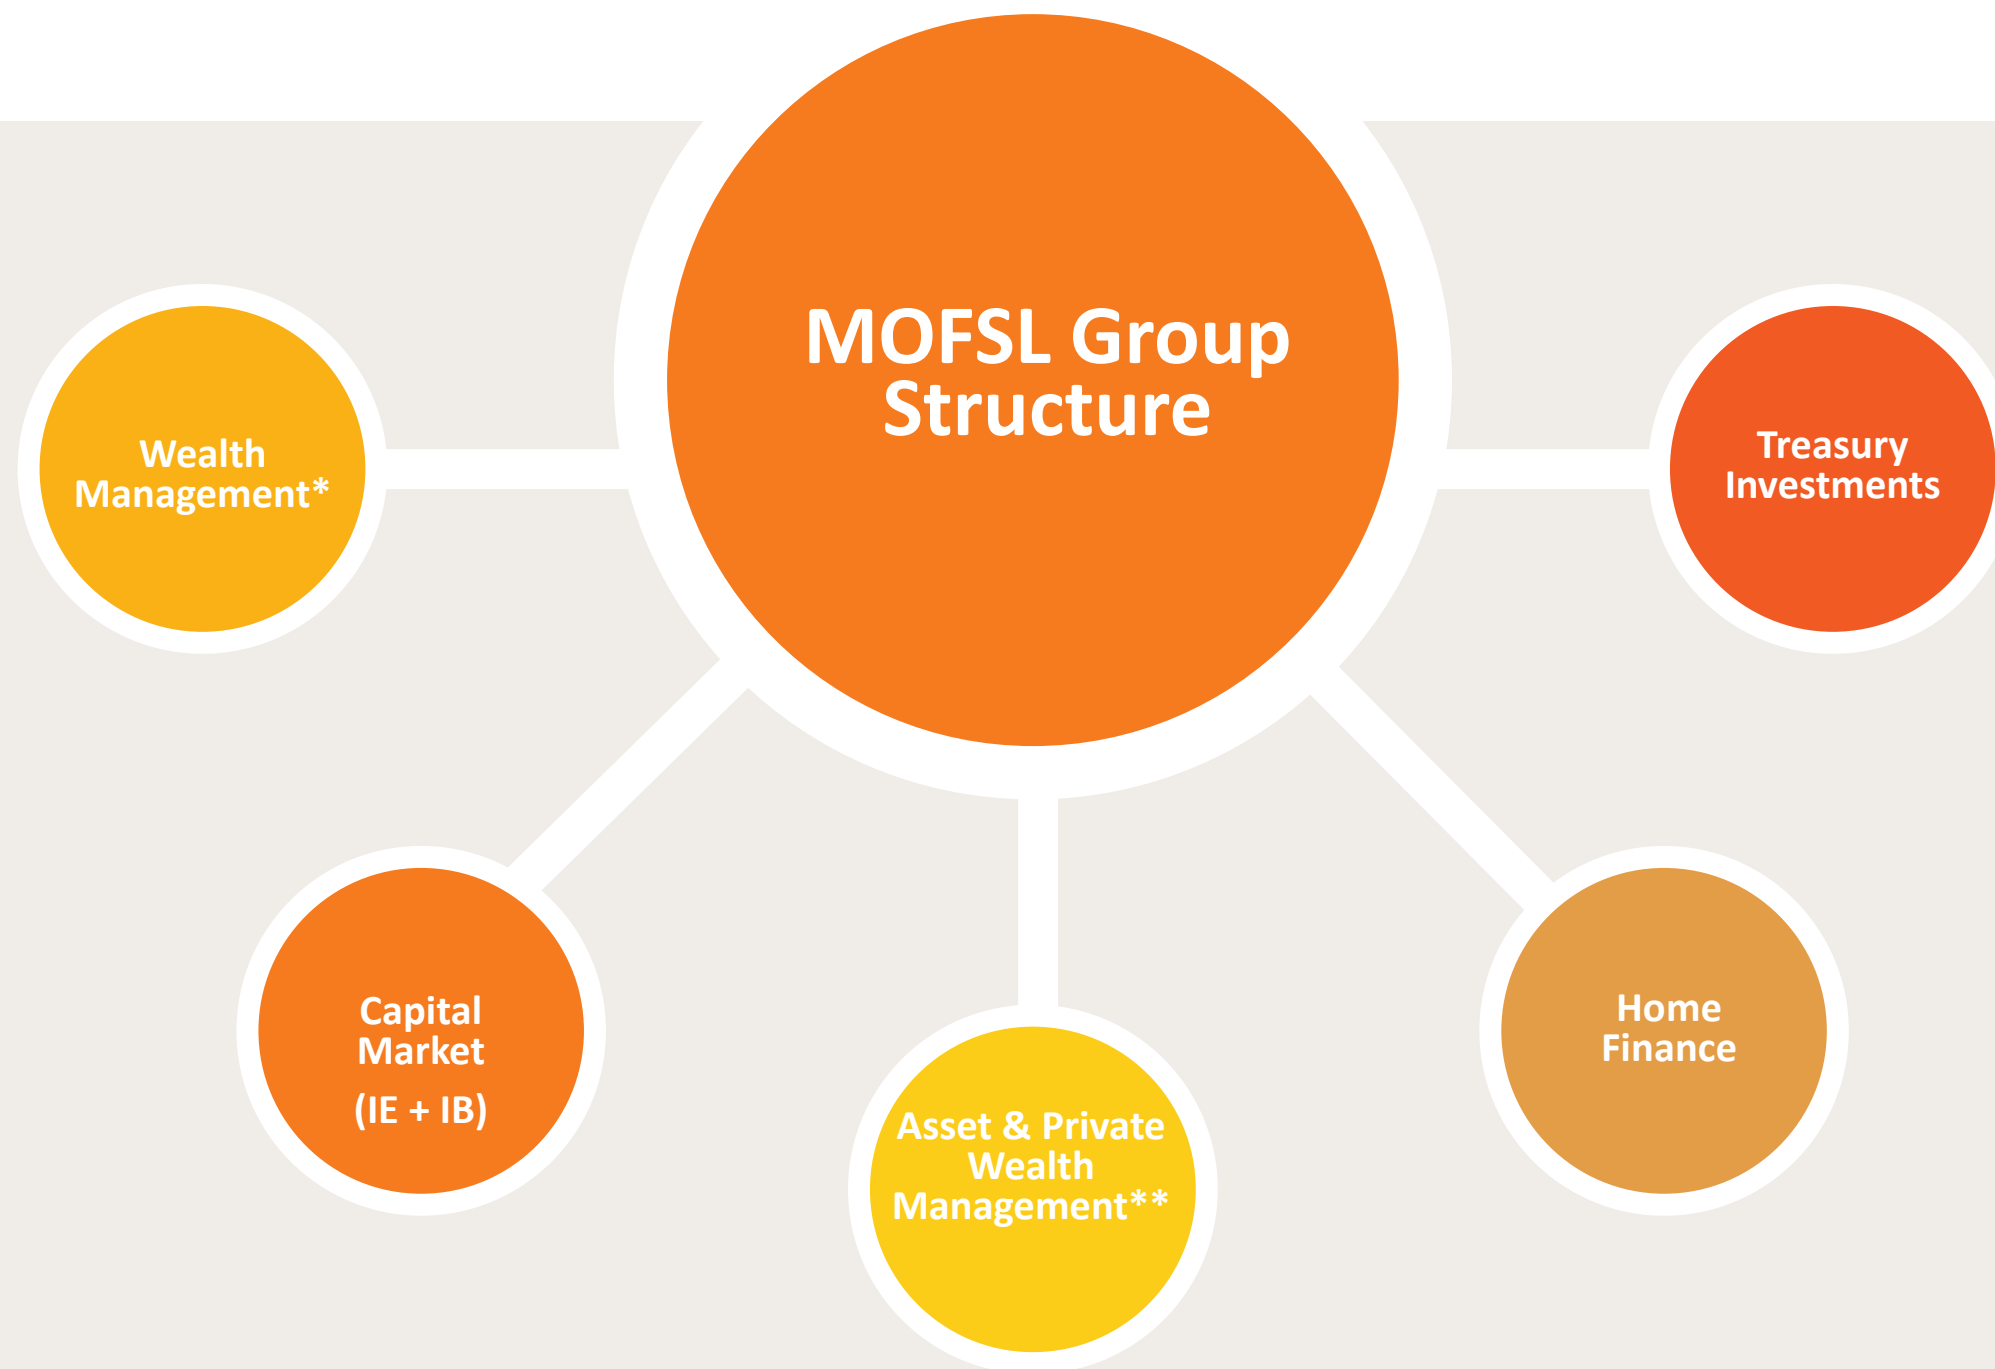 MOFSL Group
Structure
Wealth
Management*
Treasury
Investments
Capital
Market
(IE + IB)
Home
Finance
Asset & Private
Wealth
Management**